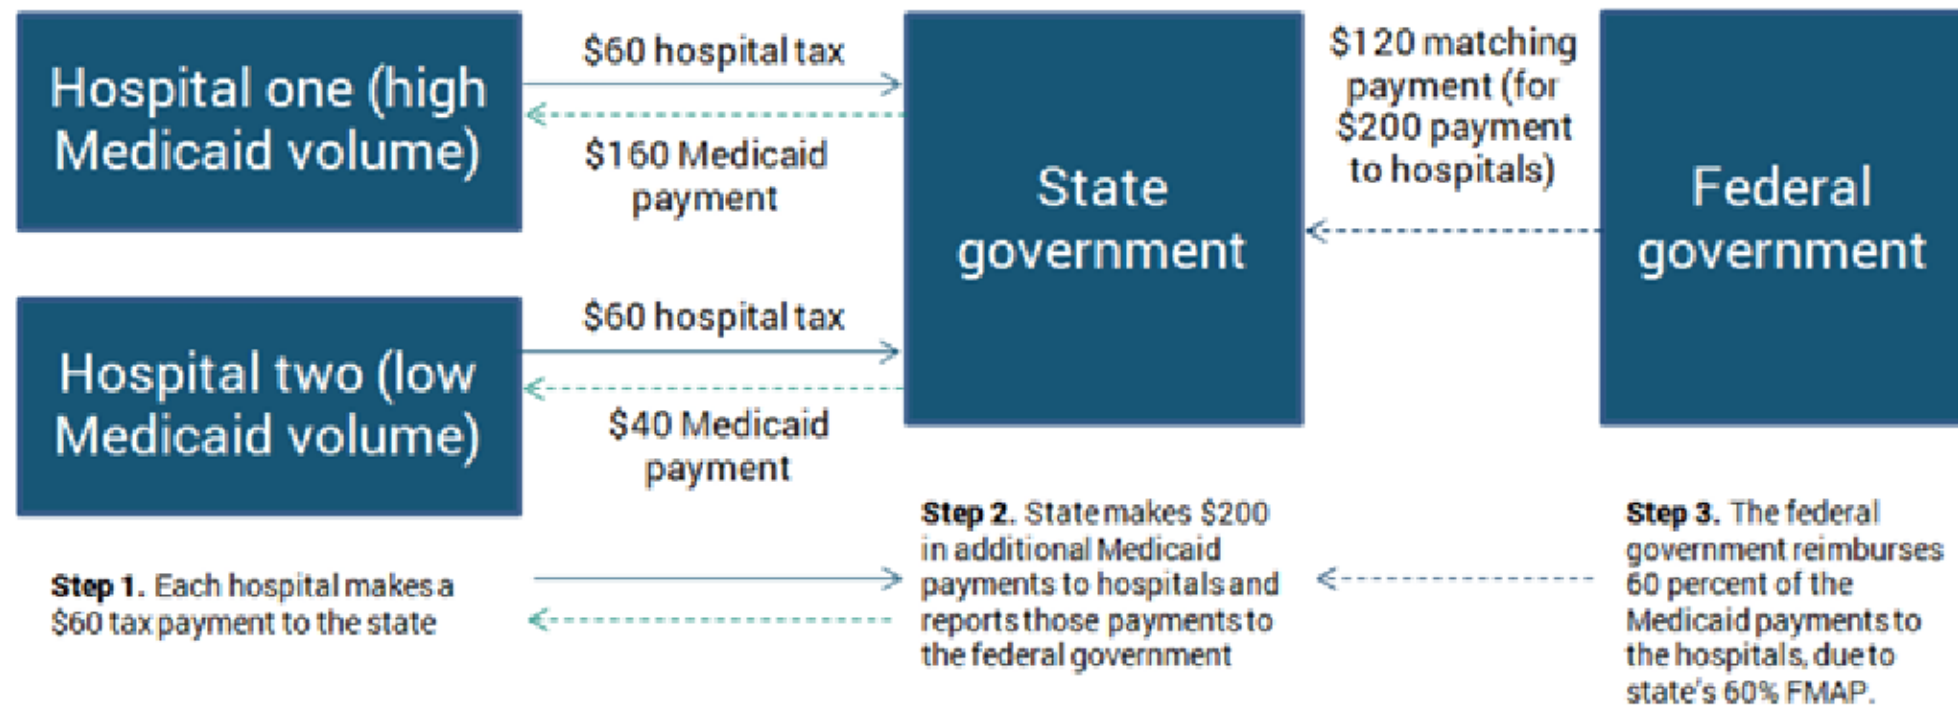 Hospital one (high
Medicaid volume)
$60 hospital tax
$160 Medicaid
payment
State
government
$120 matching
payment (for
$200 payment
to hospitals)
Federal
government
Hospital two (low
Medicaid volume)
$60 hospital tax
$40 Medicaid
payment
Step 1. Each hospital makes a
$60 tax payment to the state
Step 2. State makes $200
in additional Medicaid
payments to hospitals and
reports those payments to
the federal government
Step 3. The federal
government reimburses
60 percent of the
Medicaid payments to
the hospitals, due to
state's 60% FMAP.